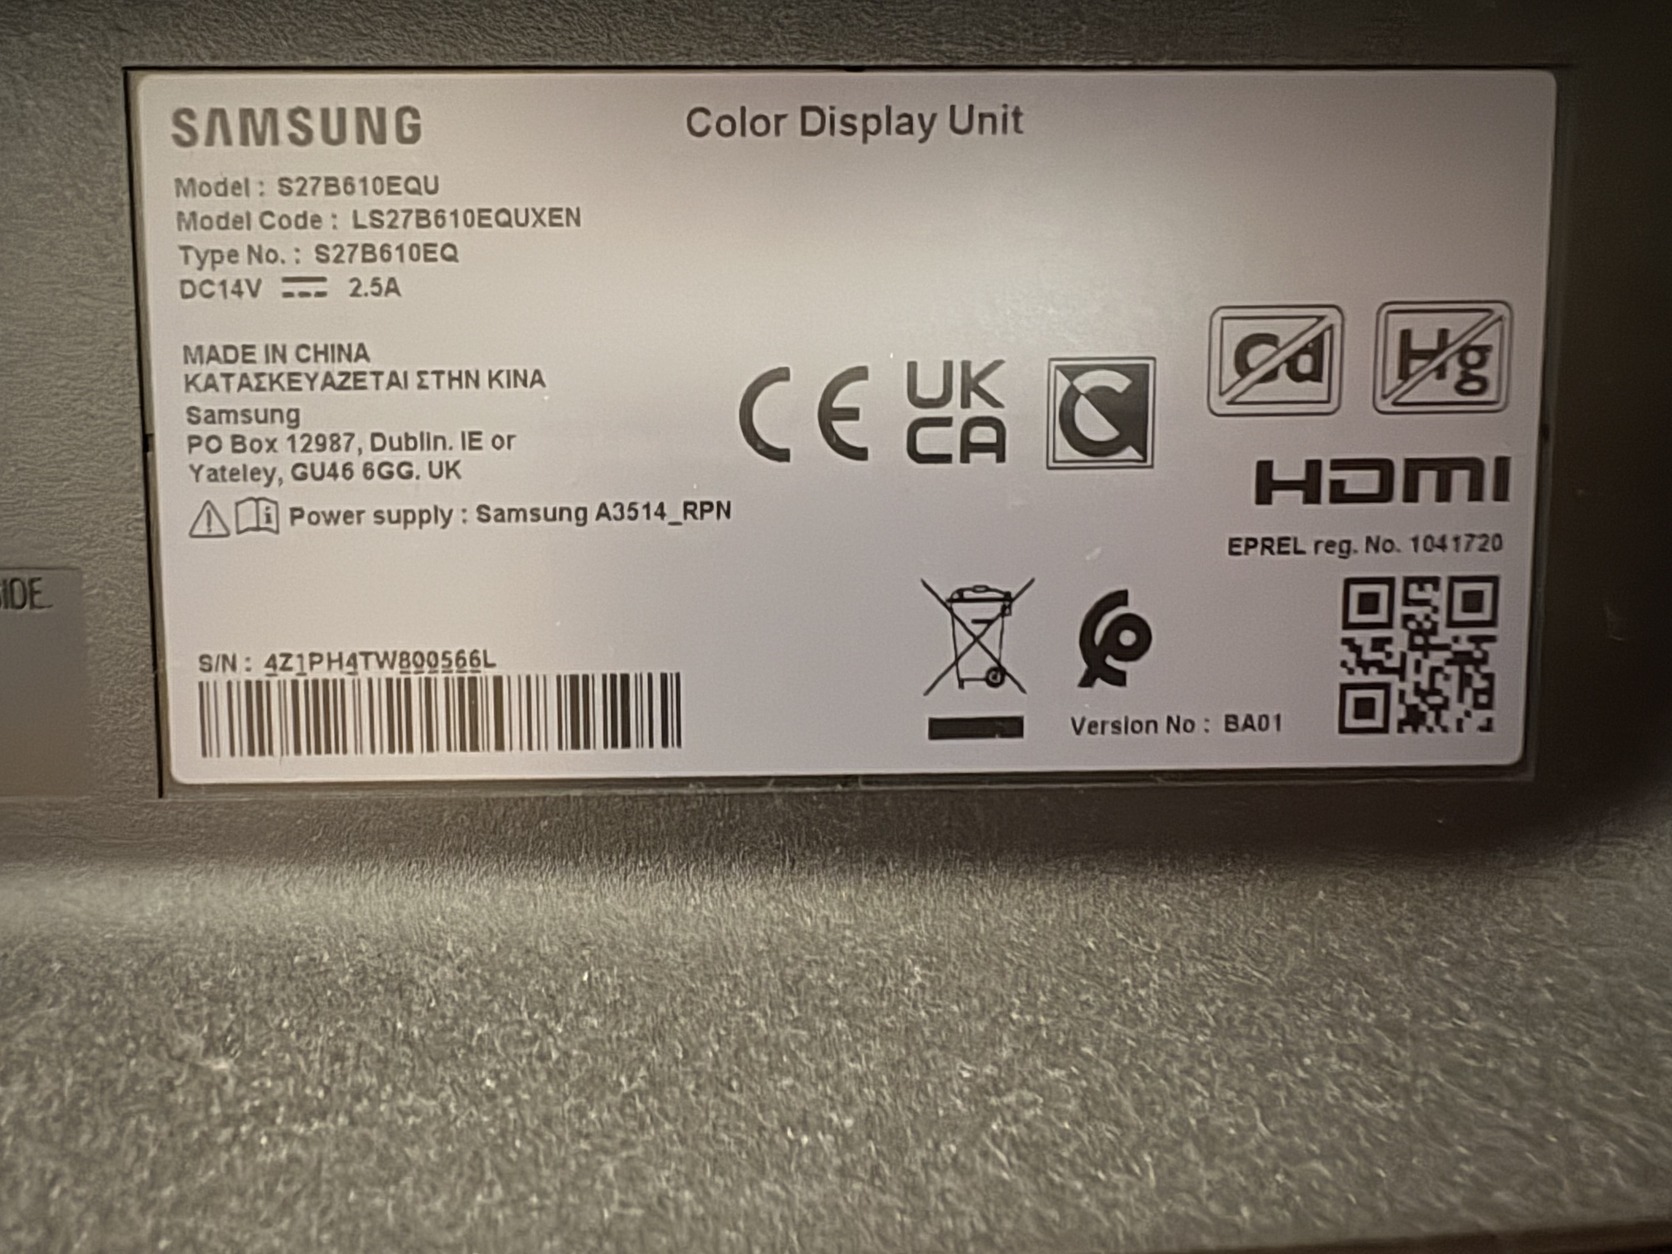 SAMSUNG
Color Display Unit
Model : S27B610EQU
Model Code : LS27B610EQUXEN
Type No. : S27B610EQ
DC14V 2.5A
MADE IN CHINA
ΚΑΤΑΣΚΕΥΑΖΕΤΑΙ ΣΤΗΝ ΚΙΝΑ
Samsung
PO Box 12987, Dublin. IE or
Yateley, GU46 6GG. UK
Power supply : Samsung A3514_RPN
CE
UK
CA
Cd
Hg
HDMI
EPREL reg. No. 1041720
S/N : 4Z1PH4TW800566L
Version No : BA01
IDE